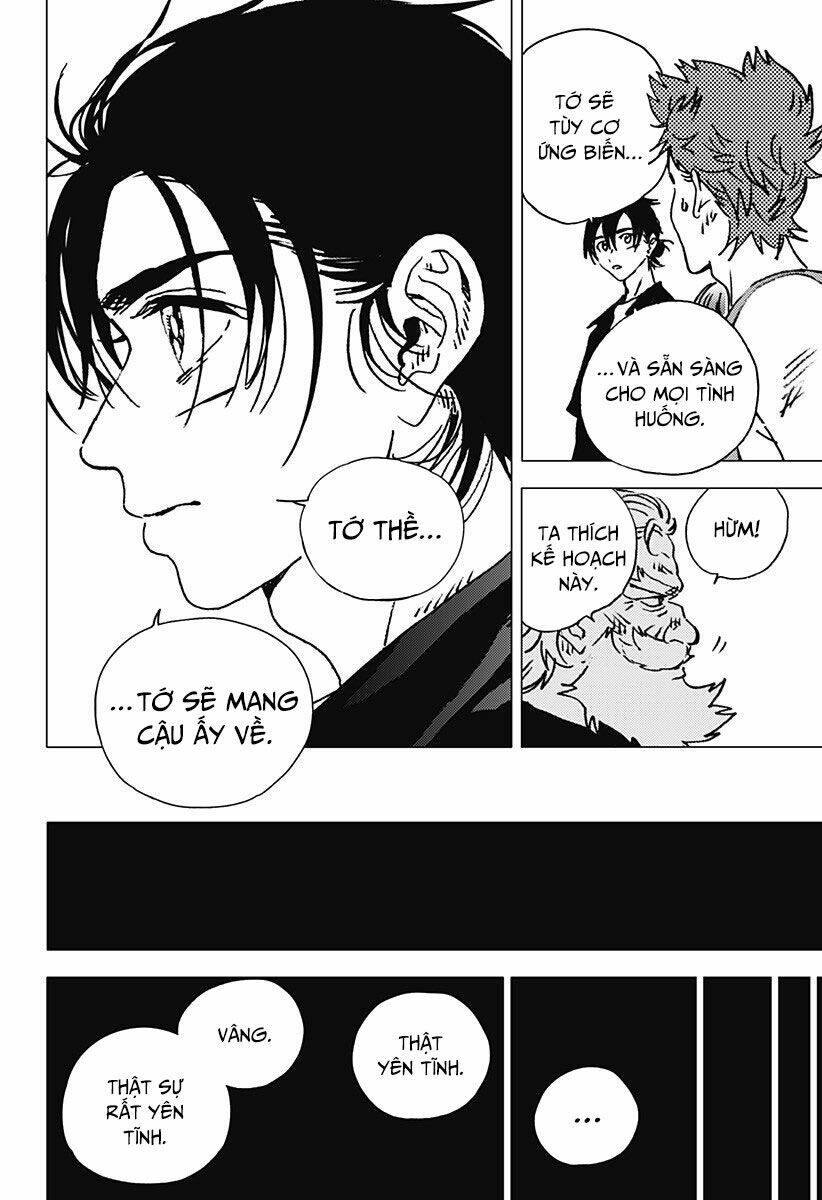 TỚ SẼ
TÙY CƠ
ỨNG BIẾN...
...VÀ SẴN SÀNG
CHO MỌI TÌNH
HUỐNG.
HỪM!
TA THÍCH
KẾ HOẠCH
NÀY.
TỚ THỀ...
...TỚ SẼ MANG
CẬU ẤY VỀ.
...
THẬT
YÊN TĨNH.
VÂNG.
THẬT SỰ
RẤT YÊN
TĨNH.